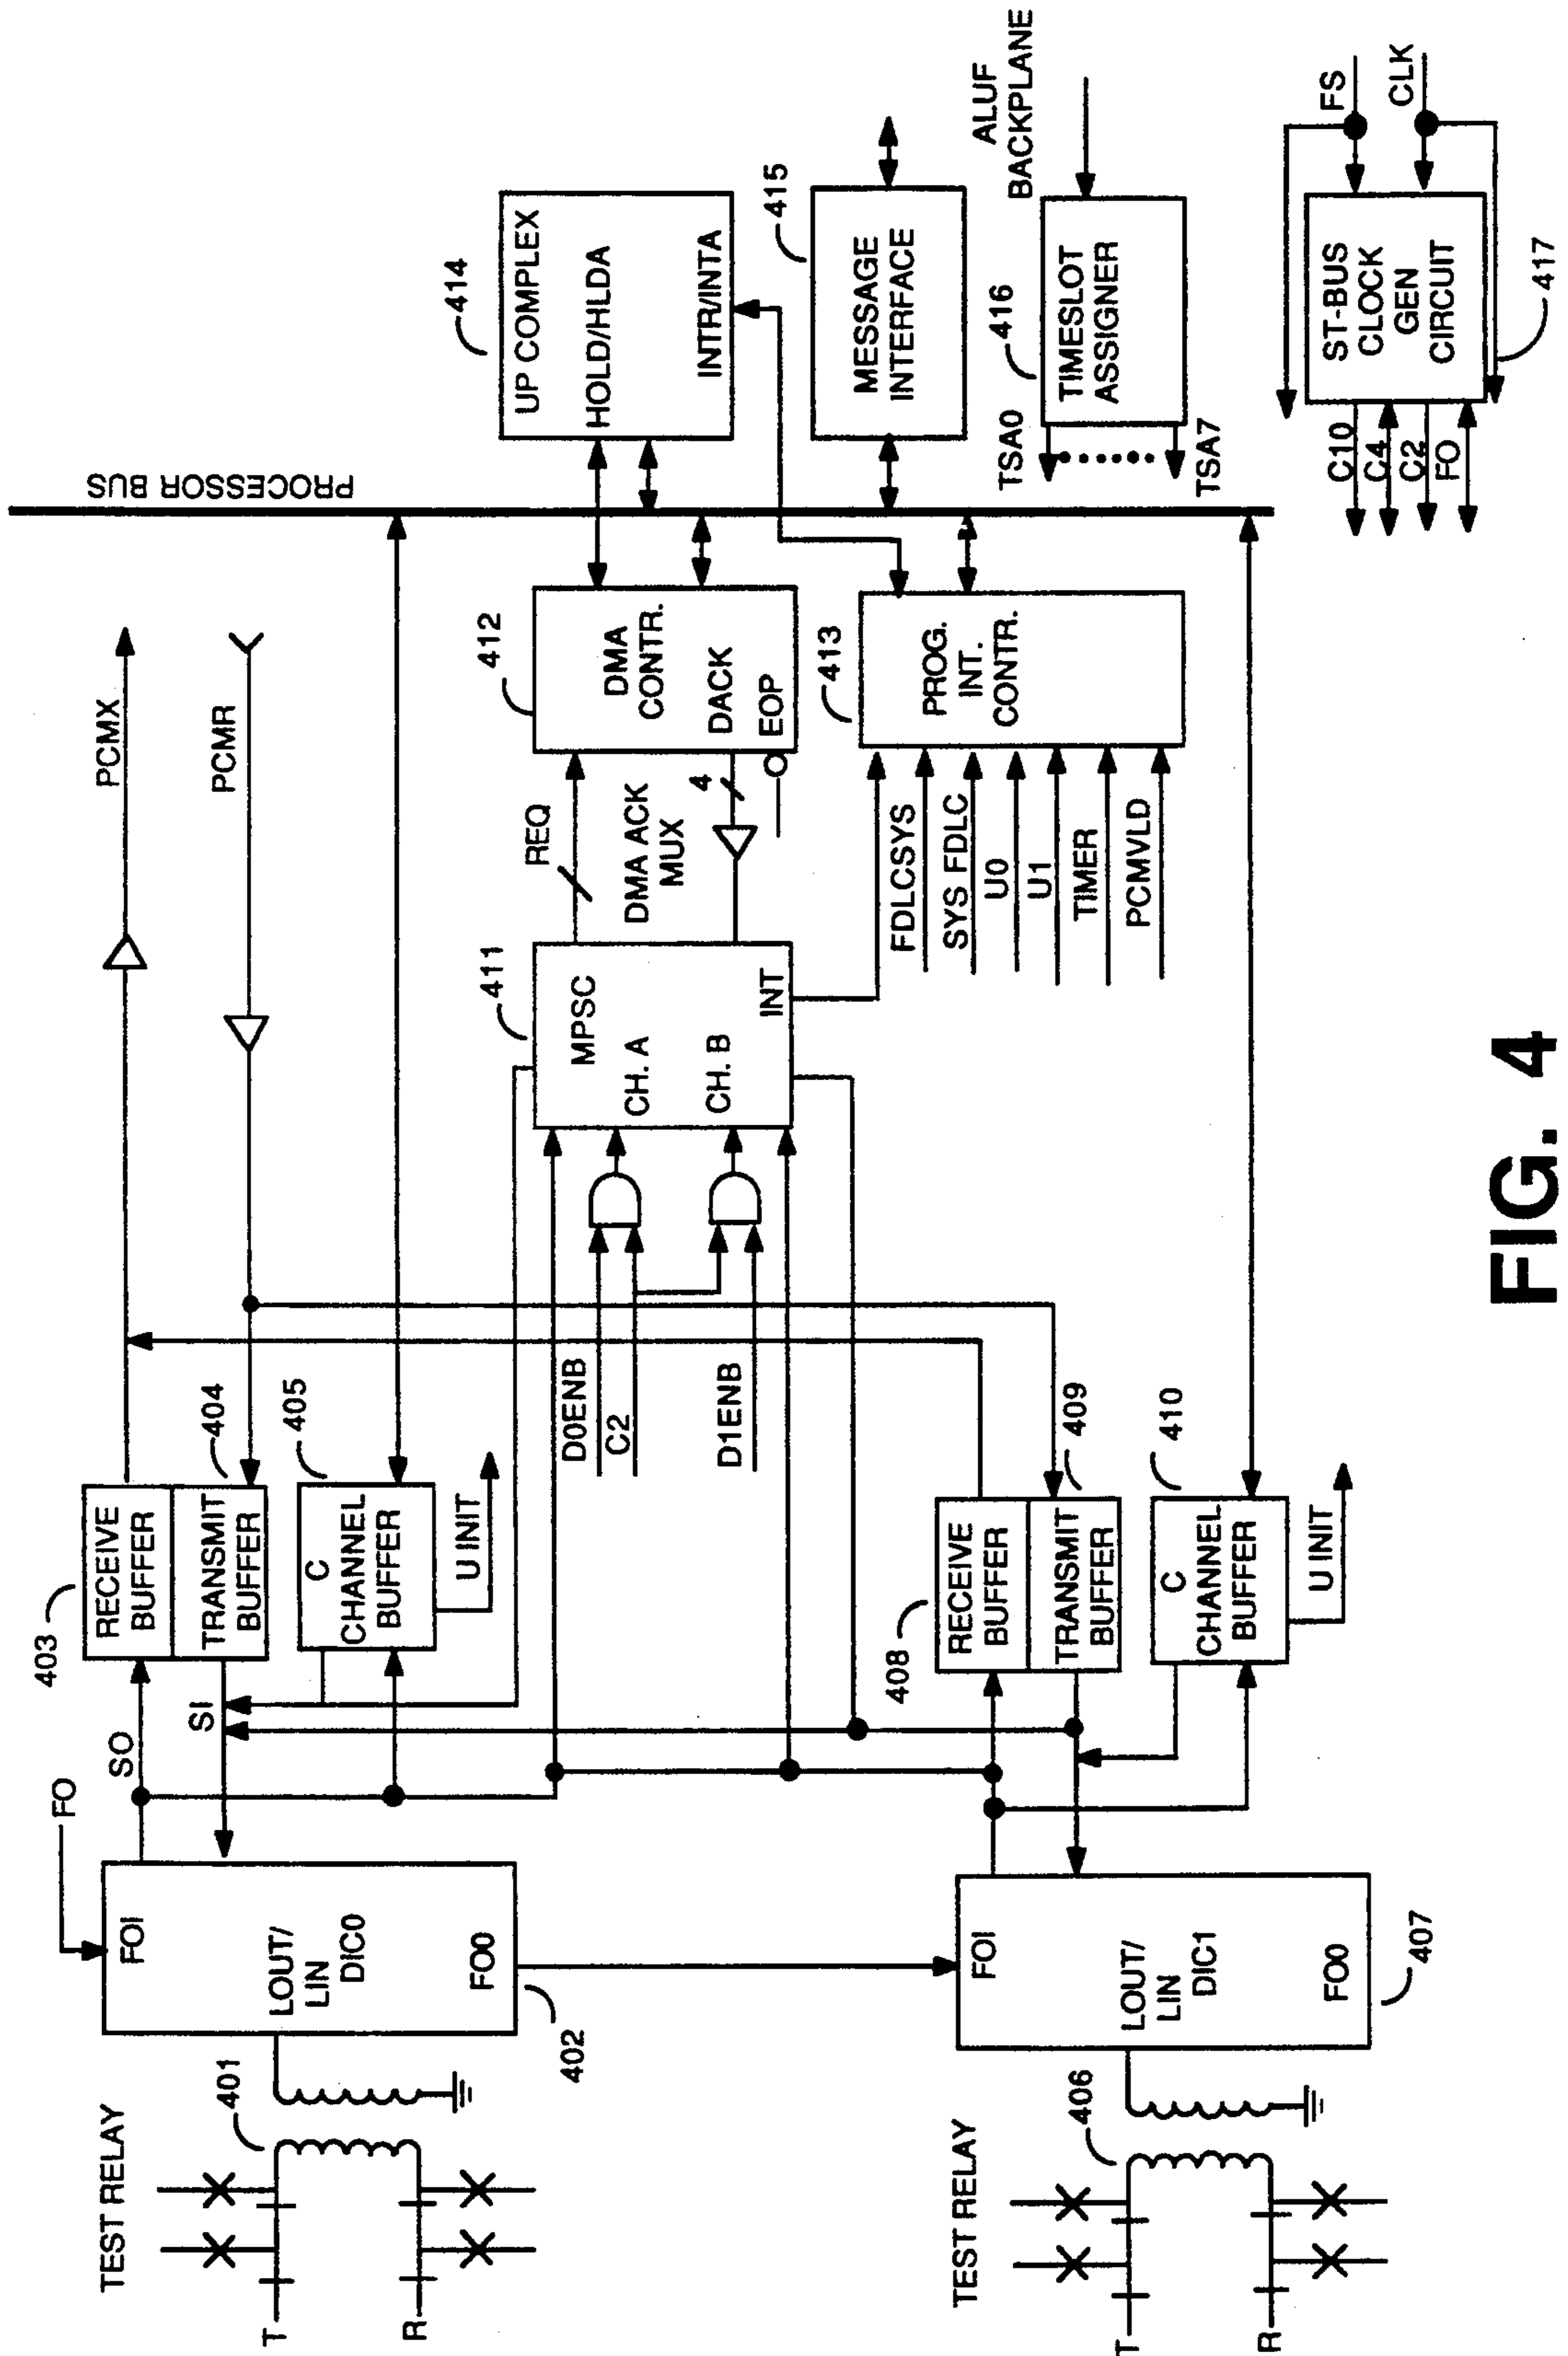 TEST RELAY
T
R
401
LOUT/
LIN
DIC0
FOI
FO0
402
FO
SO
SI
403
RECEIVE
BUFFER
TRANSMIT
BUFFER
404
C
CHANNEL
BUFFER
405
U INIT
PCMX
PCMR
D0ENB
C2
D1ENB
411
MPSC
CH. A
CH. B
INT
REQ
DMA ACK
MUX
4
412
DMA
CONTR.
DACK
EOP
413
PROG.
INT.
CONTR.
FDLCSYS
SYS FDLC
U0
U1
TIMER
PCMVLD
PROCESSOR BUS
414
UP COMPLEX
HOLD/HLDA
INTR/INTA
415
MESSAGE
INTERFACE
416
TIMESLOT
ASSIGNER
ALUF
BACKPLANE
TSA0
TSA7
ST-BUS
CLOCK
GEN
CIRCUIT
417
FS
CLK
C10
C4
C2
FO
TEST RELAY
T
R
406
LOUT/
LIN
DIC1
FOI
FO0
407
408
RECEIVE
BUFFER
TRANSMIT
BUFFER
409
C
CHANNEL
BUFFER
410
U INIT
FIG. 4